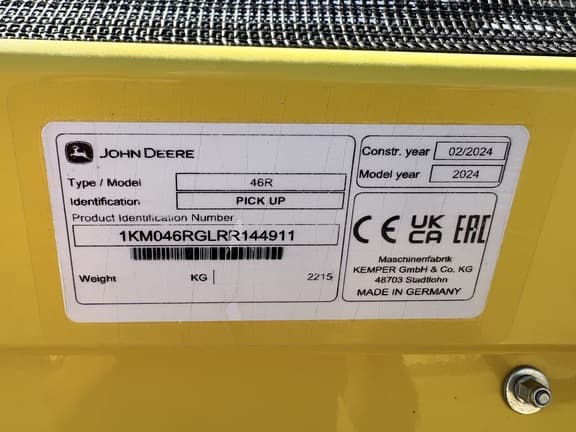 JOHN DEERE
Type / Model 46R
Identification PICK UP
Product Identification Number
1KM046RGLRR144911
Weight KG 2215
Constr. year 02/2024
Model year 2024
CE UK CA EAC
Maschinenfabrik
KEMPER GmbH & Co. KG
48703 Stadtlohn
MADE IN GERMANY